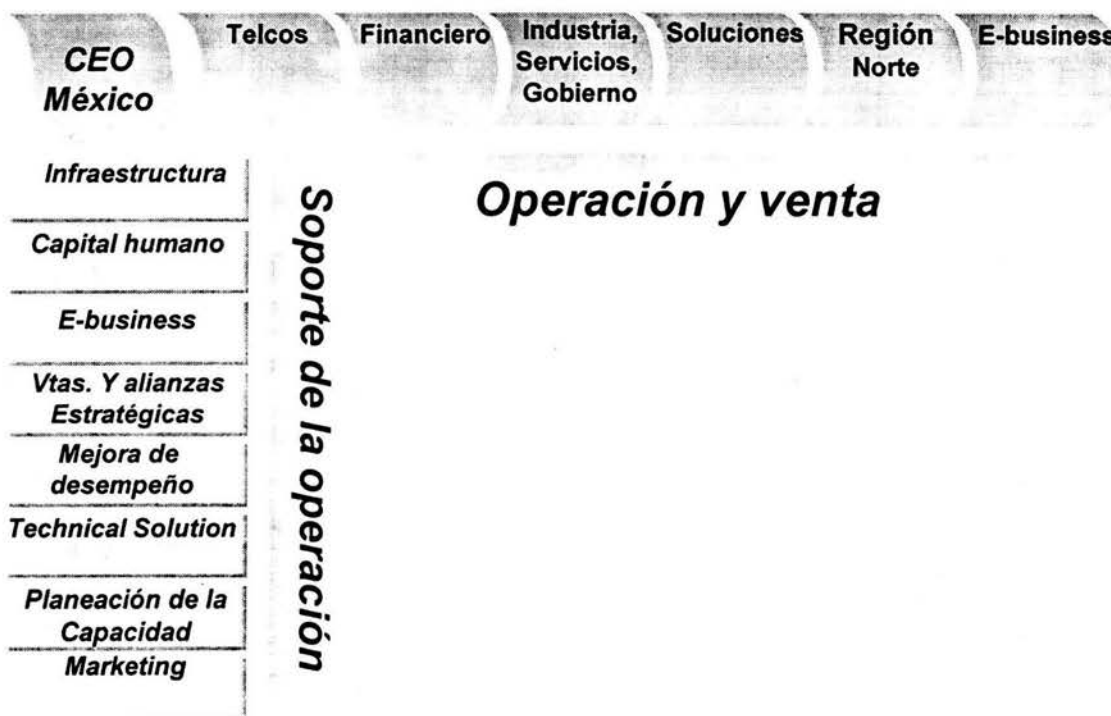 CEO
México
Telcos
Financiero
Industria,
Servicios,
Gobierno
Soluciones
Región
Norte
E-business
Infraestructura
Capital humano
E-business
Vtas. Y alianzas
Estratégicas
Mejora de
desempeño
Technical Solution
Planeación de la
Capacidad
Marketing
Soporte de la operación
Operación y venta